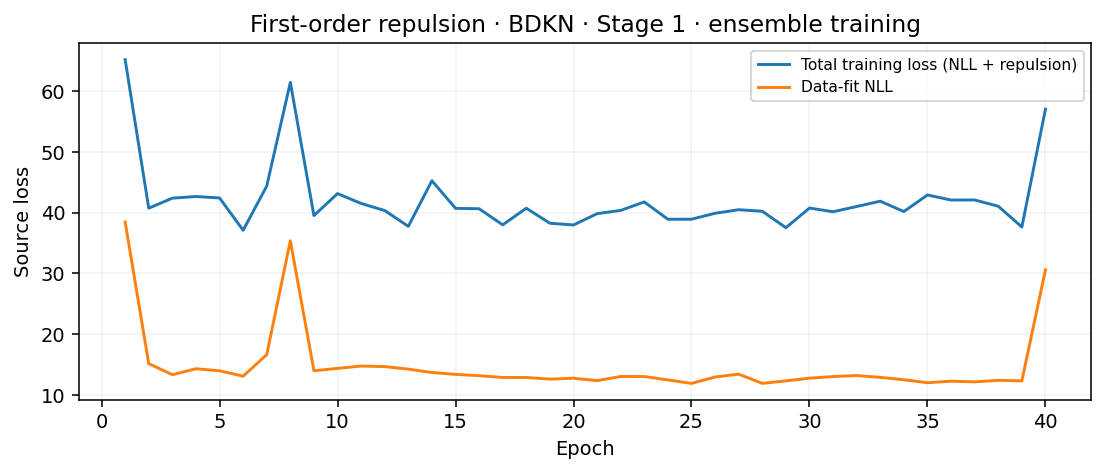 First-order repulsion · BDKN · Stage 1 · ensemble training
Total training loss (NLL + repulsion)
Data-fit NLL
Source loss
60
50
40
30
20
10
0 5 10 15 20 25 30 35 40
Epoch